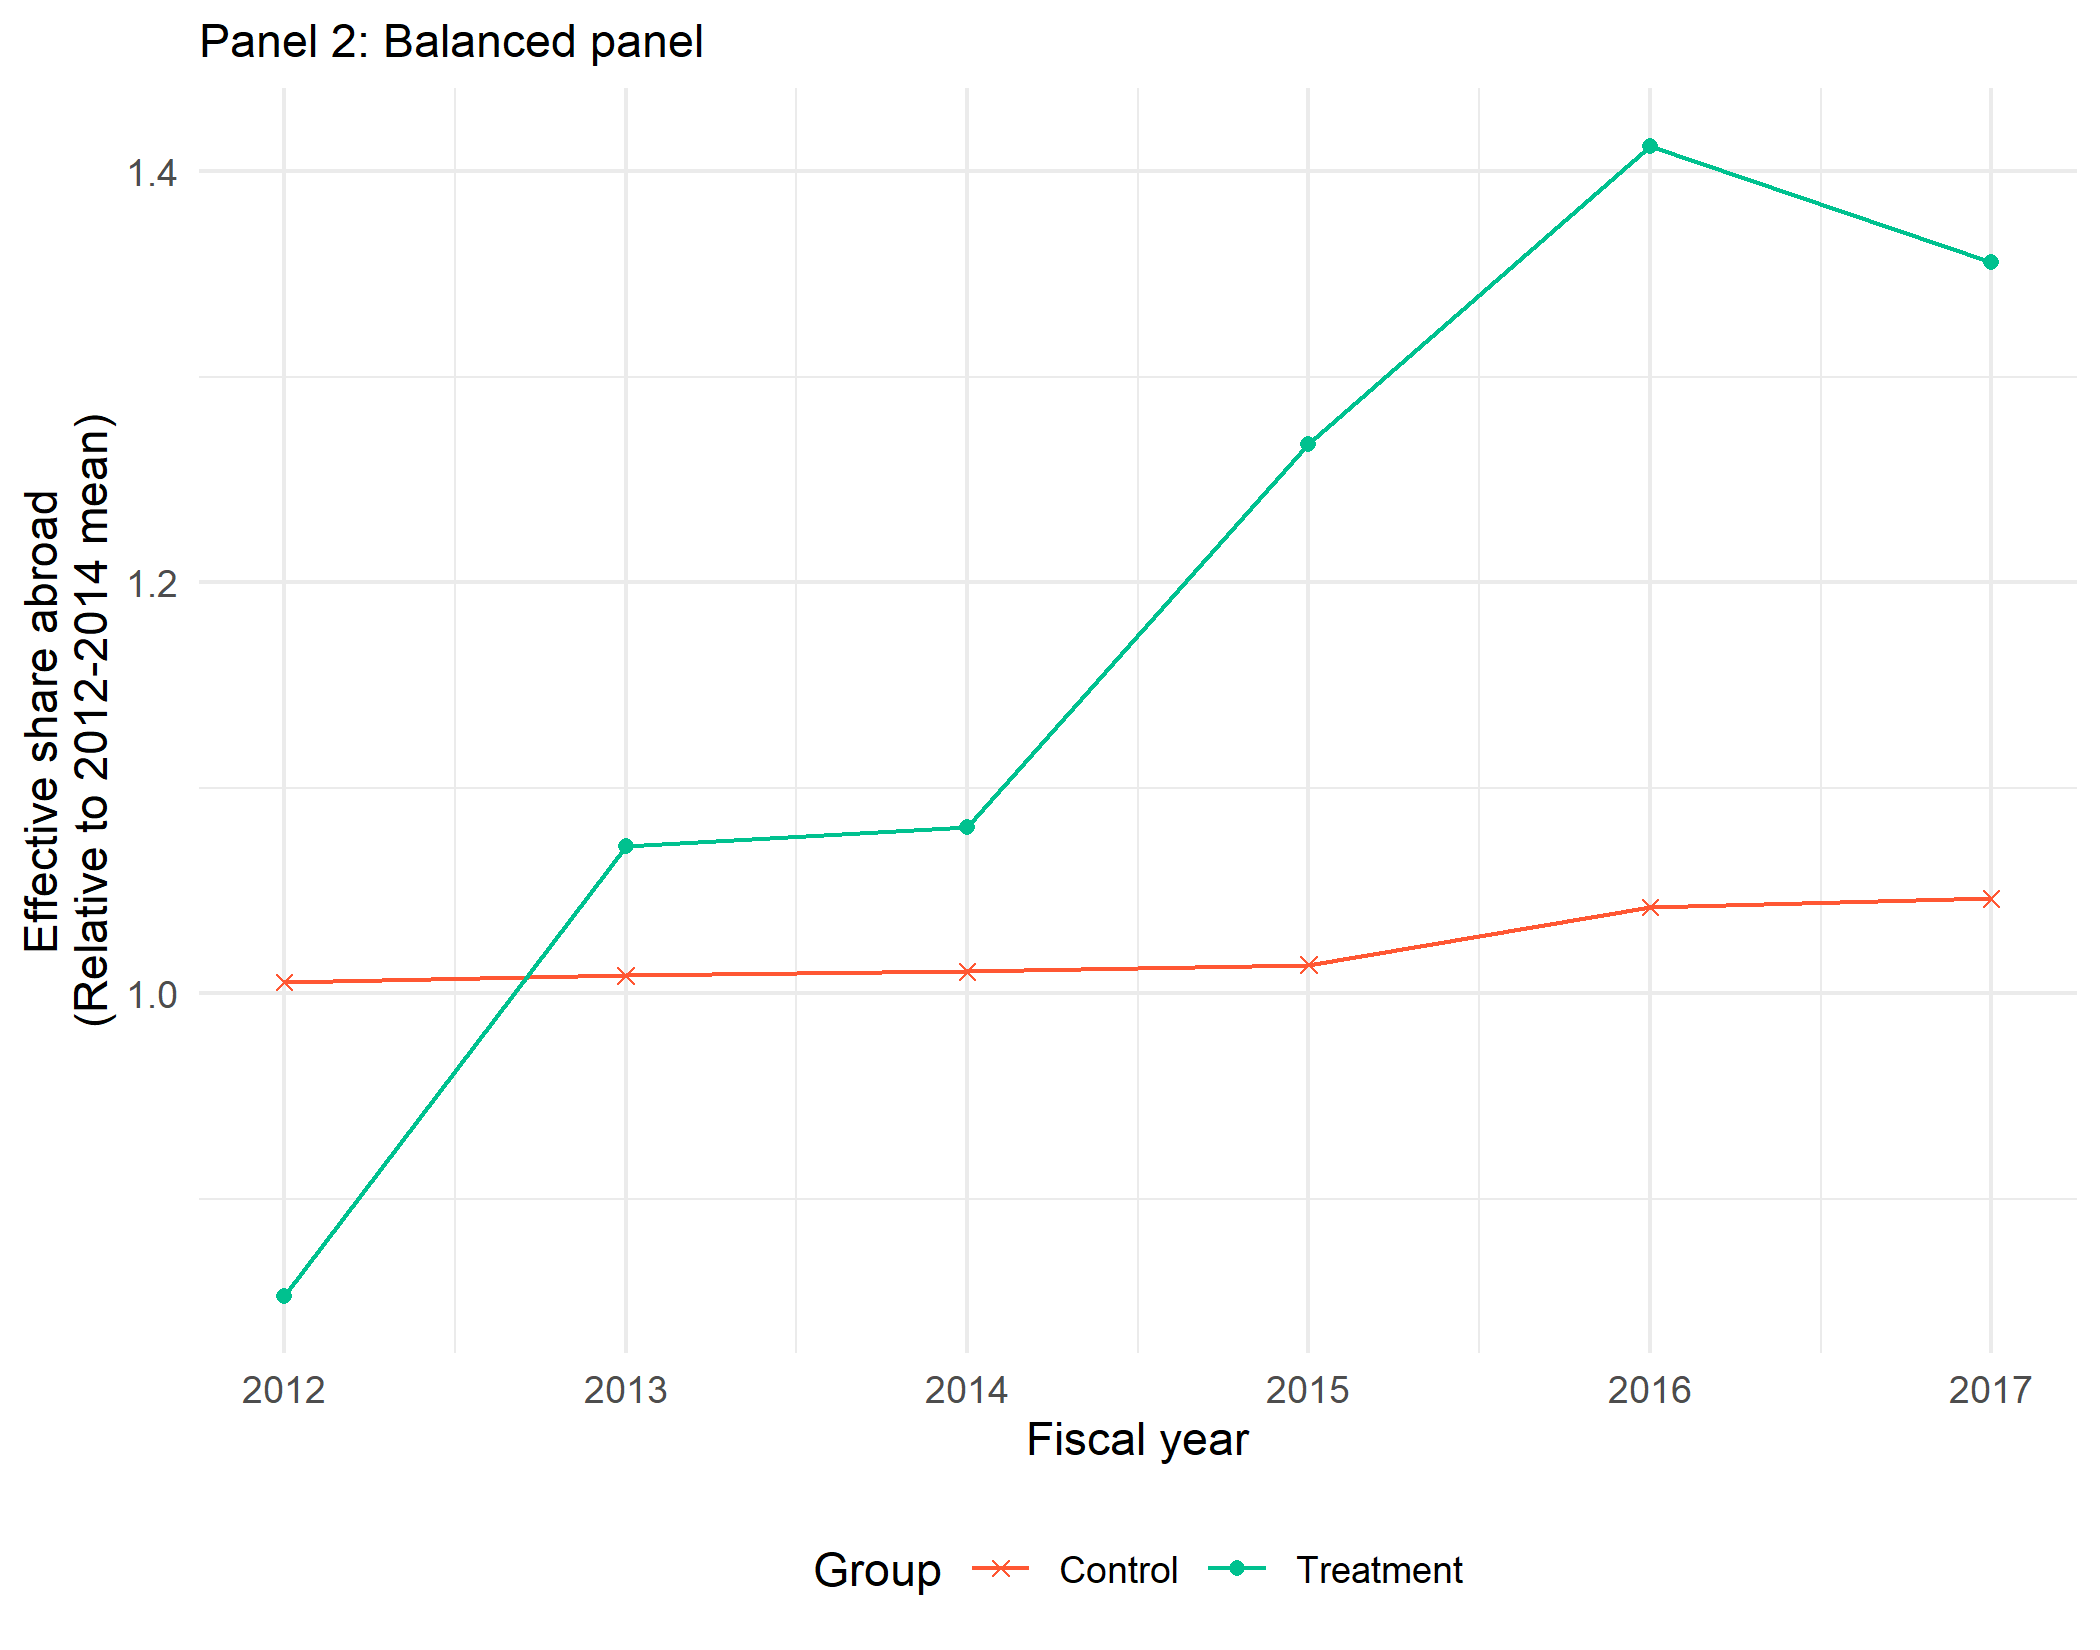 Panel 2: Balanced panel
Effective share abroad
(Relative to 2012-2014 mean)
1.4
1.2
1.0
2012 2013 2014 2015 2016 2017
Fiscal year
Group Control Treatment